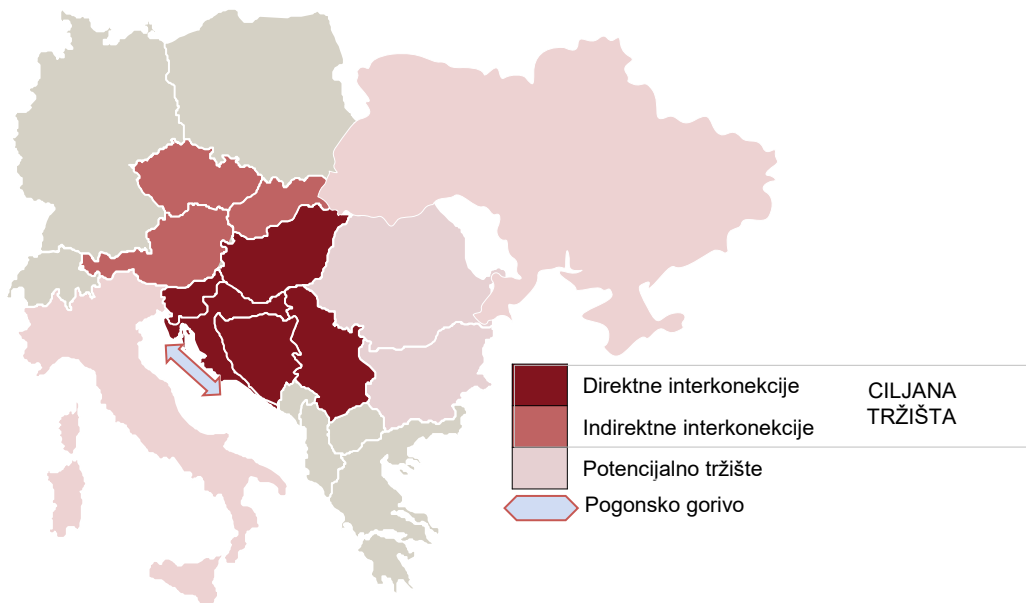 Direktne interkonekcije
CILJANA
TRŽIŠTA
Indirektne interkonekcije
Potencijalno tržište
Pogonsko gorivo